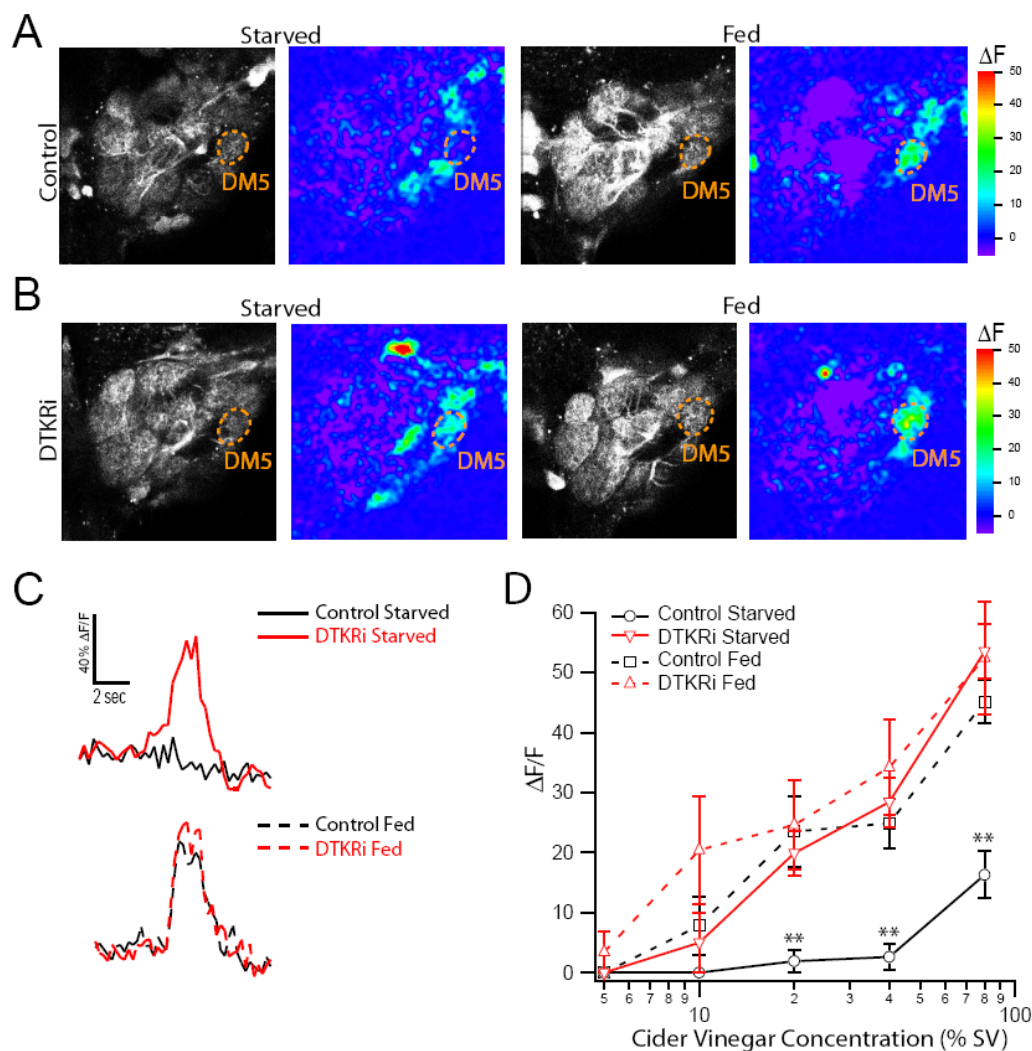 A
Starved
Fed
Control
DM5
DM5
DM5
DM5
ΔF
50
40
30
20
10
0
B
Starved
Fed
DTKRi
DM5
DM5
DM5
DM5
ΔF
50
40
30
20
10
0
C
40% ΔF/F
2 sec
Control Starved
DTKRi Starved
Control Fed
DTKRi Fed
D
Control Starved
DTKRi Starved
Control Fed
DTKRi Fed
ΔF/F
60
50
40
30
20
10
0
**
**
**
5 6 7 8 9 10 2 3 4 5 6 7 8 9 100
Cider Vinegar Concentration (% SV)